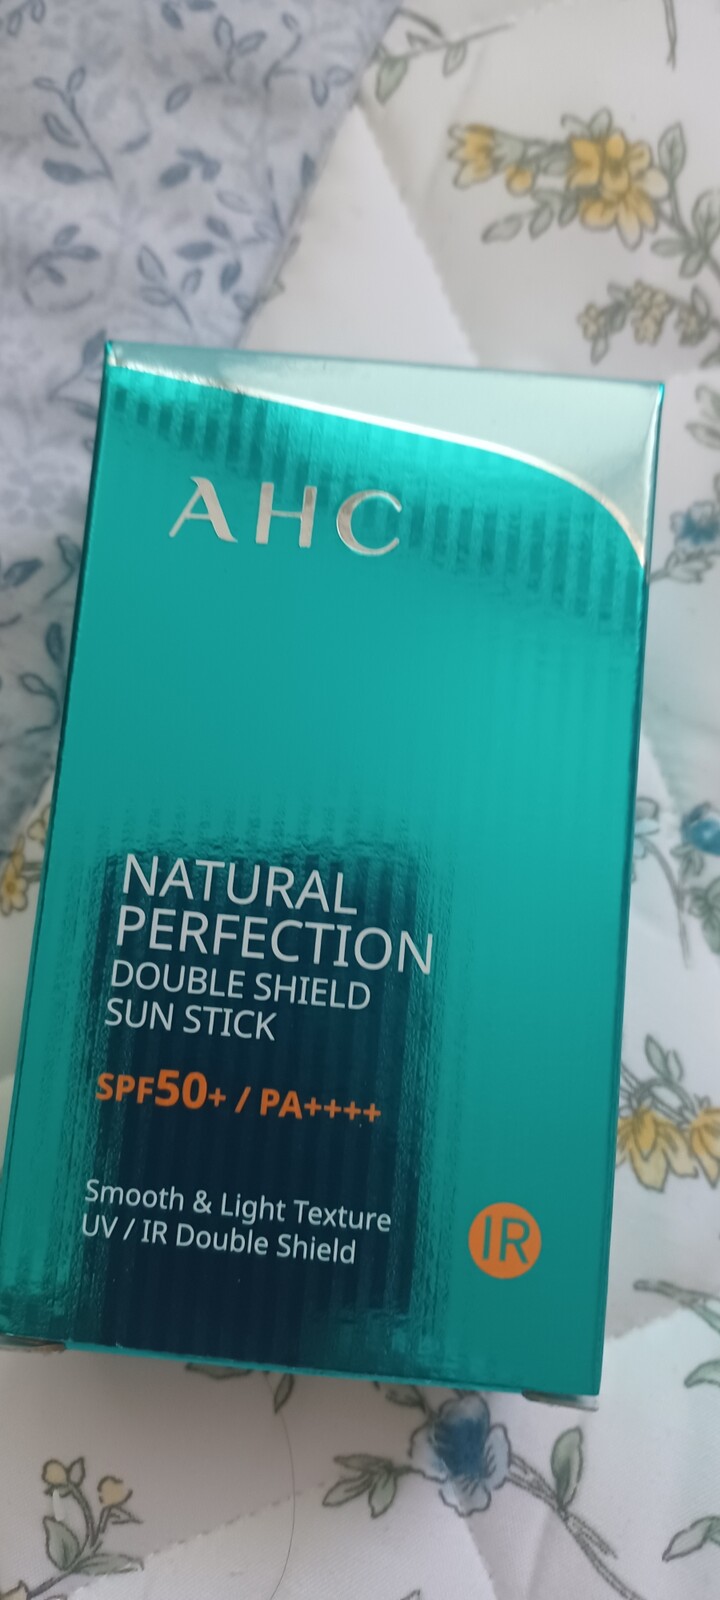 AHC
NATURAL
PERFECTION
DOUBLE SHIELD
SUN STICK
SPF50+ / PA++++
Smooth & Light Texture
UV / IR Double Shield
IR